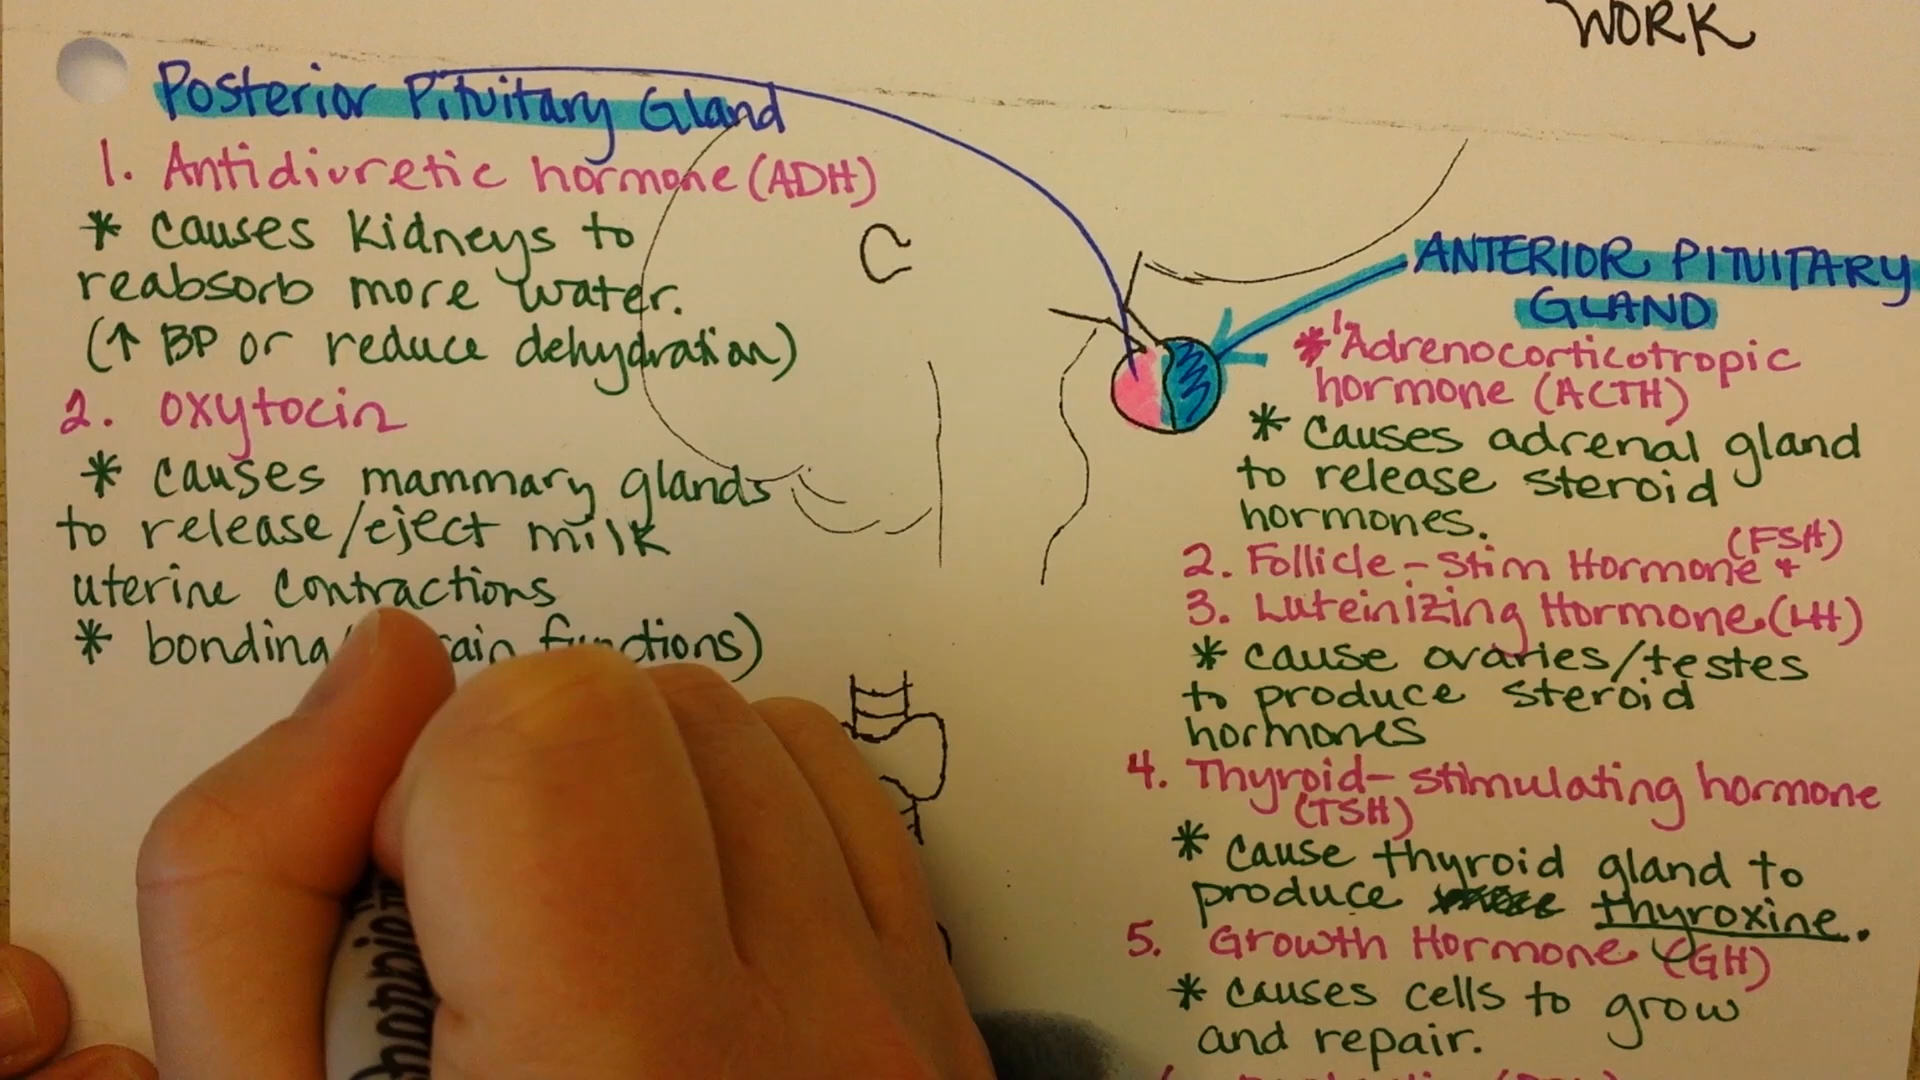 WORK
Posterior Pituitary Gland
1. Antidiuretic hormone (ADH)
* causes kidneys to
reabsorb more water.
(↑ BP or reduce dehydration)
2. oxytocin
* causes mammary glands
to release/eject milk
uterine contractions
* bonding functions)
ANTERIOR PITUITARY
GLAND
1 Adrenocorticotropic
hormone (ACTH)
* causes adrenal gland
to release steroid
hormones.
(FSH)
2. Follicle-Stim Hormone +
3. Luteinizing Hormone (LH)
* cause ovaries/testes
to produce steroid
hormones
4. Thyroid-stimulating hormone
(TSH)
* cause thyroid gland to
produce thyroxine.
5. Growth Hormone (GH)
* causes cells to grow
and repair.